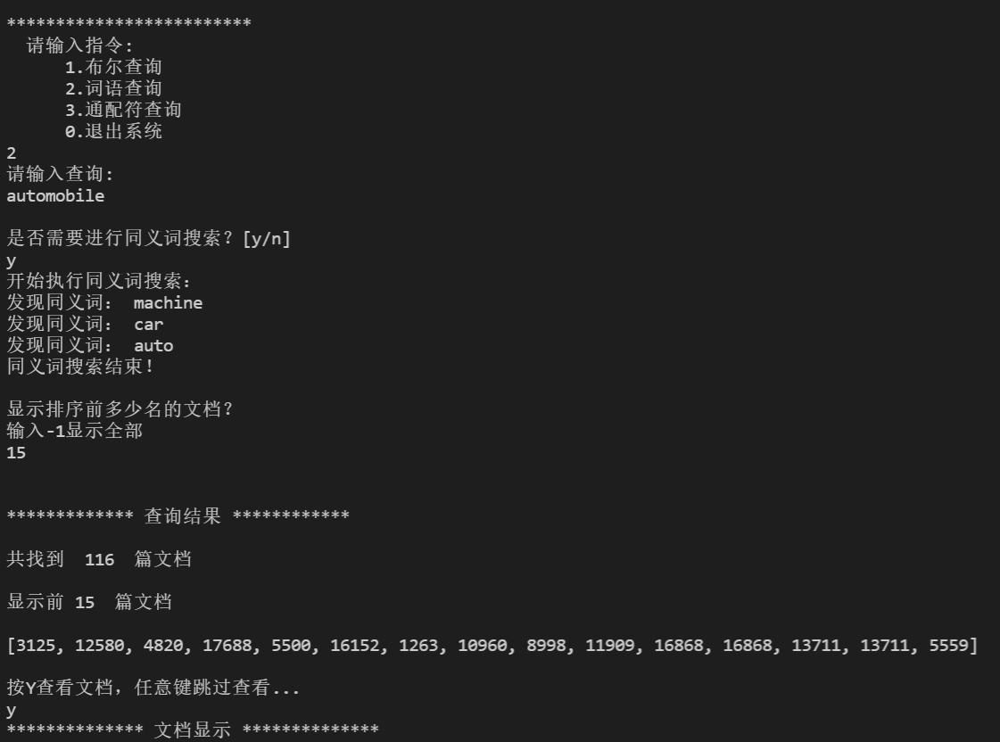 *************************
请输入指令:
1.布尔查询
2.词语查询
3.通配符查询
0.退出系统
2
请输入查询:
automobile
是否需要进行同义词搜索？[y/n]
y
开始执行同义词搜索:
发现同义词： machine
发现同义词： car
发现同义词： auto
同义词搜索结束！
显示排序前多少名的文档？
输入-1显示全部
15
************* 查询结果 ************
共找到 116 篇文档
显示前 15 篇文档
[3125, 12580, 4820, 17688, 5500, 16152, 1263, 10960, 8998, 11909, 16868, 16868, 13711, 13711, 5559]
按Y查看文档，任意键跳过查看...
y
************** 文档显示 **************